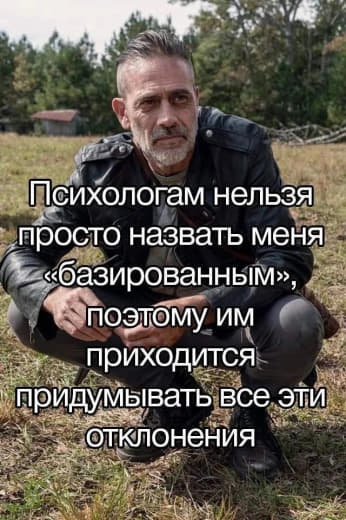 Психологам нельзя
просто назвать меня
«базированным»,
поэтому им
приходится
придумывать все эти
отклонения